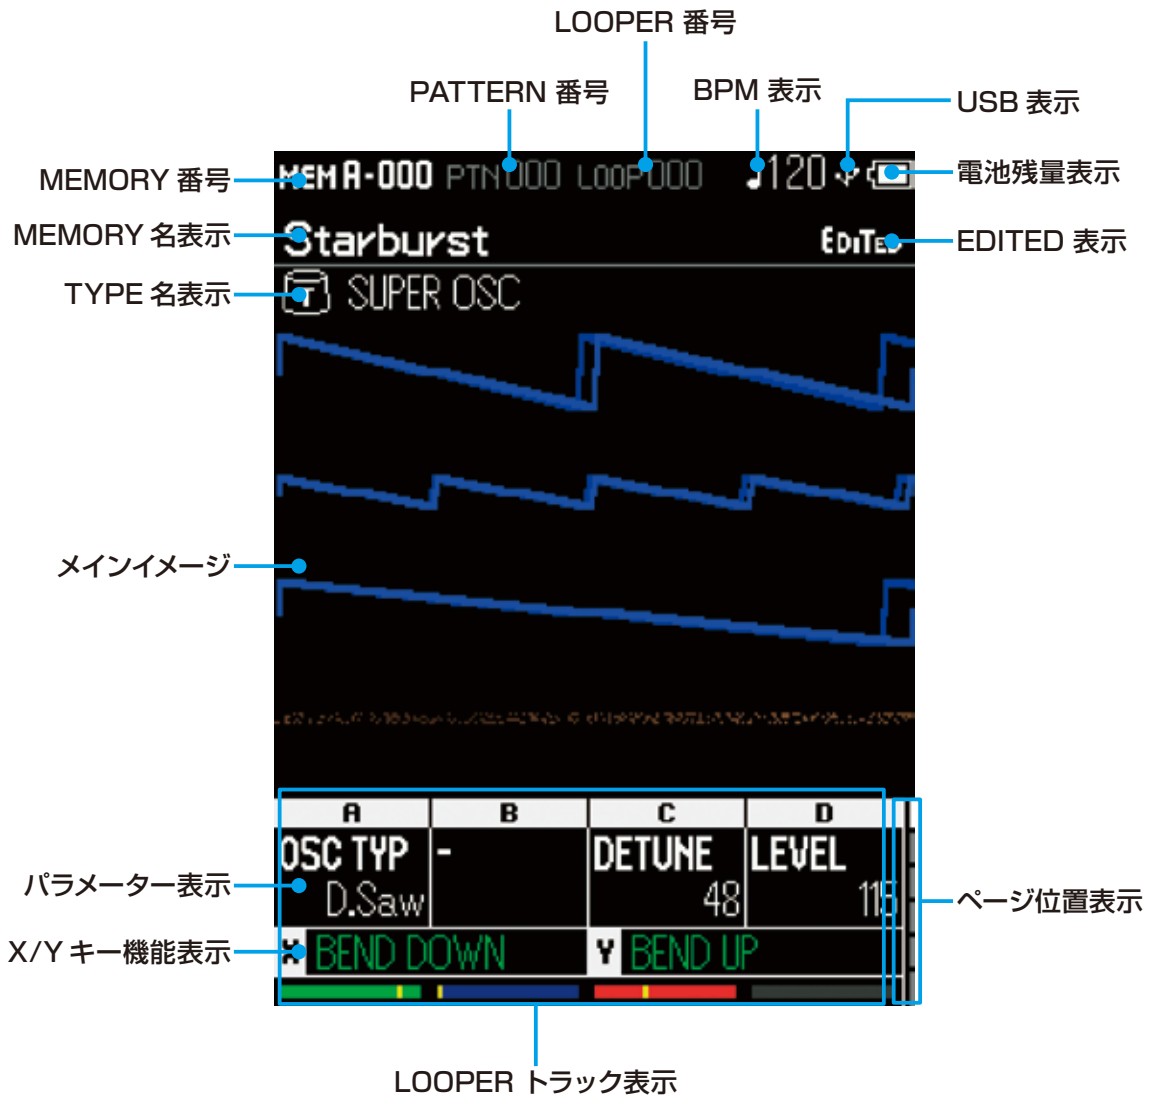 LOOPER 番号
PATTERN 番号
BPM 表示
USB 表示
MEMORY 番号
MEM A-000 PTN000 LOOP000 ♩120
電池残量表示
MEMORY 名表示
Starburst EDITED
EDITED 表示
TYPE 名表示
T SUPER OSC
メインイメージ
A B C D
OSC TYP - DETUNE LEVEL
パラメーター表示
D.Saw 48 115
ページ位置表示
X/Y キー機能表示
X BEND DOWN Y BEND UP
LOOPER トラック表示